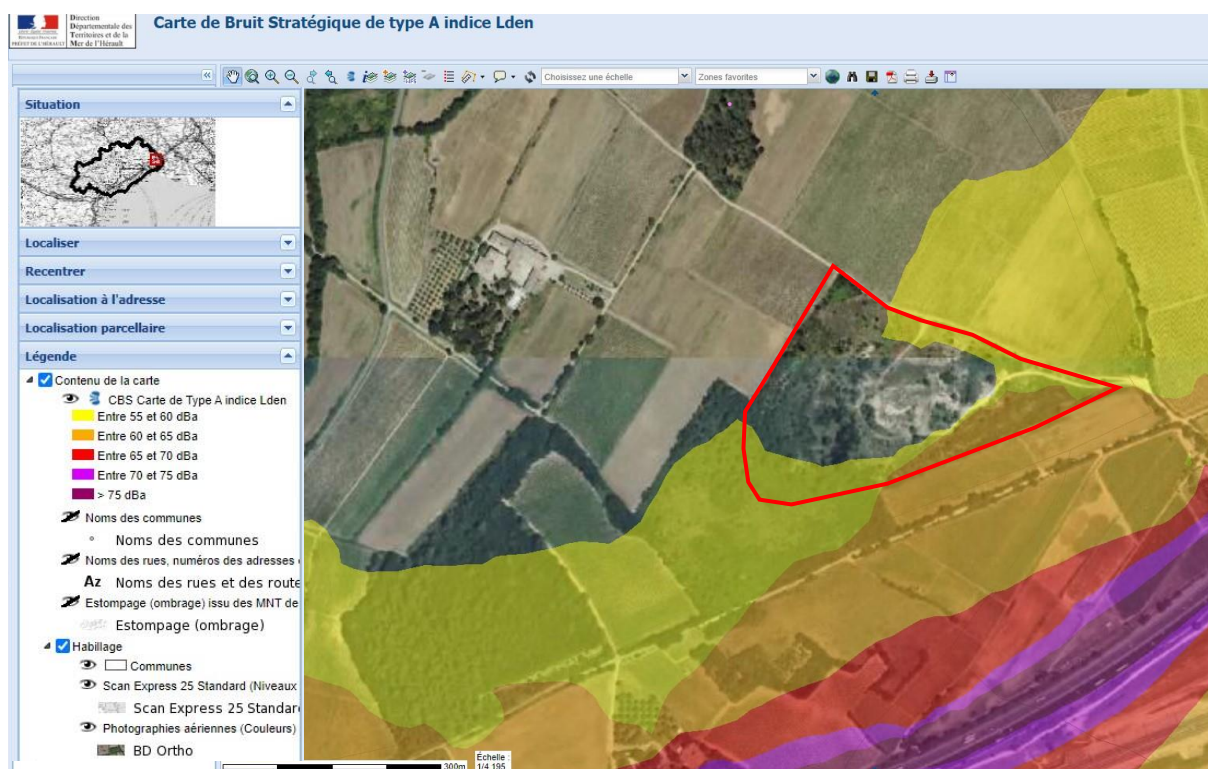 Direction
Départementale des
Territoires et de la
Mer de l'Hérault
PRÉFET DE L'HÉRAULT
Carte de Bruit Stratégique de type A indice Lden
Choisissez une échelle
Zones favorites
Situation
Localiser
Recentrer
Localisation à l'adresse
Localisation parcellaire
Légende
Contenu de la carte
CBS Carte de Type A indice Lden
Entre 55 et 60 dBa
Entre 60 et 65 dBa
Entre 65 et 70 dBa
Entre 70 et 75 dBa
> 75 dBa
Noms des communes
Noms des communes
Noms des rues, numéros des adresses
Az Noms des rues et des route
Estompage (ombrage) issu des MNT de
Estompage (ombrage)
Habillage
Communes
Scan Express 25 Standard (Niveaux
Scan Express 25 Standar
Photographies aériennes (Couleurs)
BD Ortho
300m
Échelle :
1/4 195